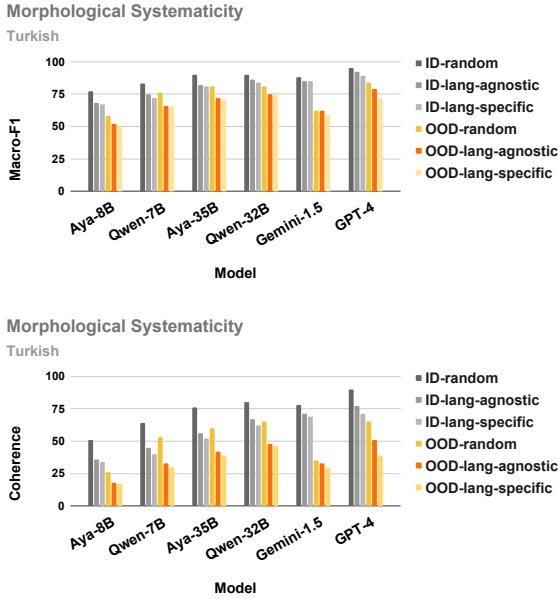 Morphological Systematicity
Turkish
Macro-F1
100
75
50
25
0
Aya-8B
Qwen-7B
Aya-35B
Qwen-32B
Gemini-1.5
GPT-4
Model
ID-random
ID-lang-agnostic
ID-lang-specific
OOD-random
OOD-lang-agnostic
OOD-lang-specific
Morphological Systematicity
Turkish
Coherence
100
75
50
25
0
Aya-8B
Qwen-7B
Aya-35B
Qwen-32B
Gemini-1.5
GPT-4
Model
ID-random
ID-lang-agnostic
ID-lang-specific
OOD-random
OOD-lang-agnostic
OOD-lang-specific